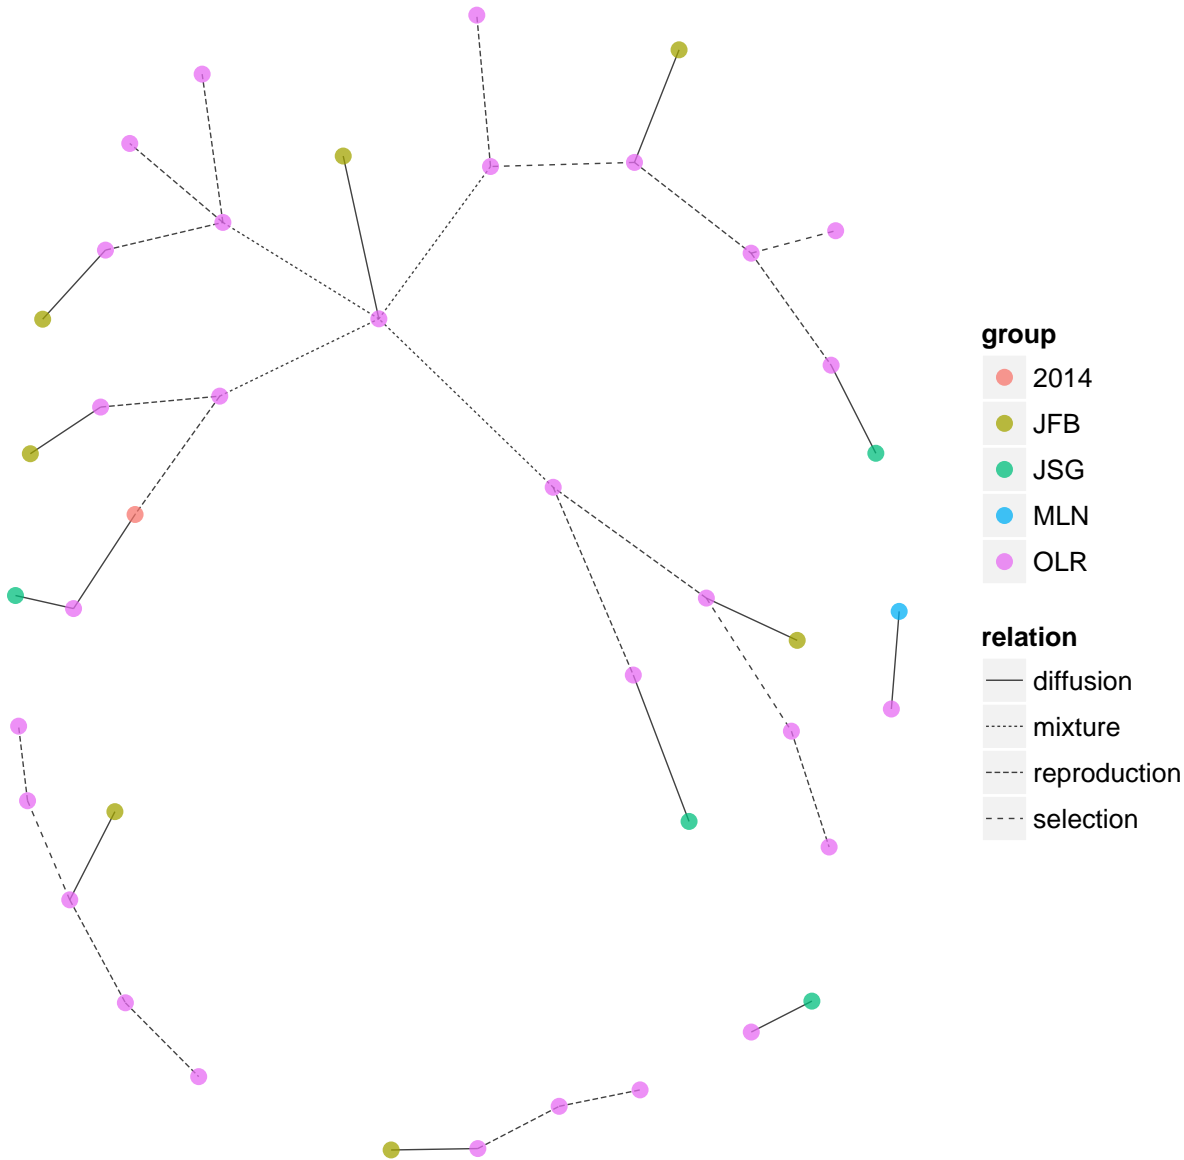 group
2014
JFB
JSG
MLN
OLR
relation
diffusion
mixture
reproduction
selection